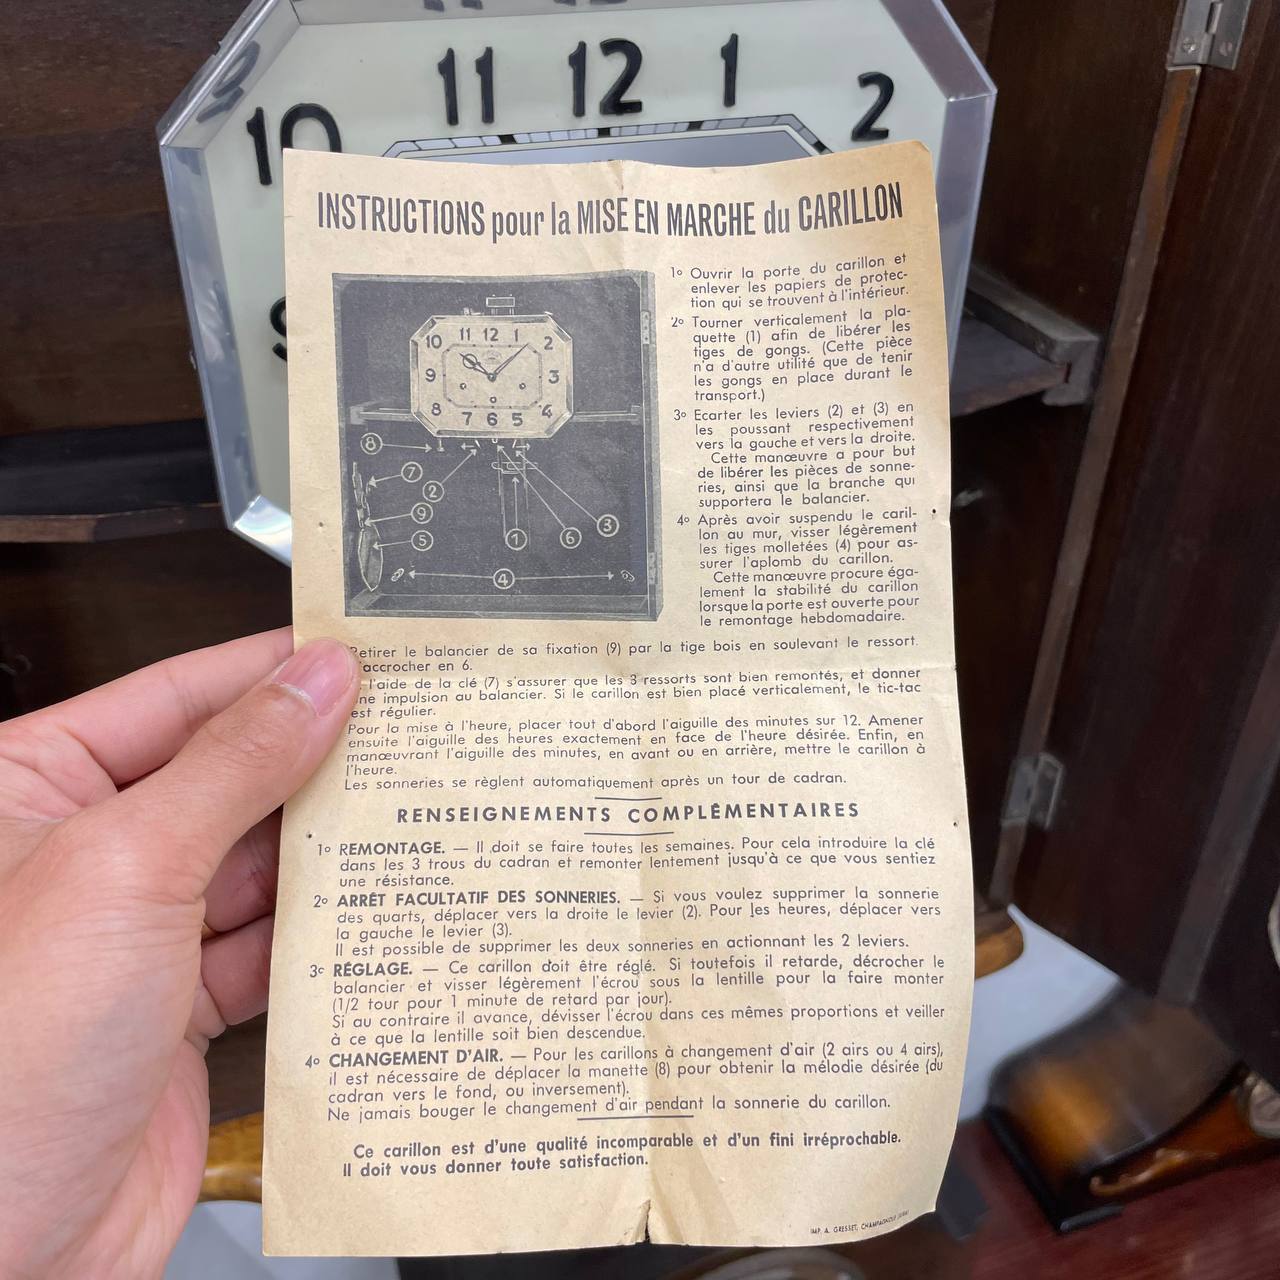 11 12 1
10 2
INSTRUCTIONS pour la MISE EN MARCHE du CARILLON
11 12 1
10 2
9 3
8 4
7 6 5
8
7
2
9
3
5
1
6
4
1º Ouvrir la porte du carillon et
enlever les papiers de protec-
tion qui se trouvent à l'intérieur.
2º Tourner verticalement la pla-
quette (1) afin de libérer les
tiges de gongs. (Cette pièce
n'a d'autre utilité que de tenir
les gongs en place durant le
transport.)
3º Ecarter les leviers (2) et (3) en
les poussant respectivement
vers la gauche et vers la droite.
Cette manœuvre a pour but
de libérer les pièces de sonne-
ries, ainsi que la branche qui
supportera le balancier.
4º Après avoir suspendu le caril-
lon au mur, visser légèrement
les tiges molletées (4) pour as-
surer l'aplomb du carillon.
Cette manœuvre procure éga-
lement la stabilité du carillon
lorsque la porte est ouverte pour
le remontage hebdomadaire.
Retirer le balancier de sa fixation (9) par la tige bois en soulevant le ressort.
accrocher en 6.
l'aide de la clé (7) s'assurer que les 3 ressorts sont bien remontés, et donner
ne impulsion au balancier. Si le carillon est bien placé verticalement, le tic-tac
est régulier.
Pour la mise à l'heure, placer tout d'abord l'aiguille des minutes sur 12. Amener
ensuite l'aiguille des heures exactement en face de l'heure désirée. Enfin, en
manœuvrant l'aiguille des minutes, en avant ou en arrière, mettre le carillon à
l'heure.
Les sonneries se règlent automatiquement après un tour de cadran.
RENSEIGNEMENTS COMPLÉMENTAIRES
1º REMONTAGE. — Il doit se faire toutes les semaines. Pour cela introduire la clé
dans les 3 trous du cadran et remonter lentement jusqu'à ce que vous sentiez
une résistance.
2º ARRÊT FACULTATIF DES SONNERIES. — Si vous voulez supprimer la sonnerie
des quarts, déplacer vers la droite le levier (2). Pour les heures, déplacer vers
la gauche le levier (3).
Il est possible de supprimer les deux sonneries en actionnant les 2 leviers.
3º RÉGLAGE. — Ce carillon doit être réglé. Si toutefois il retarde, décrocher le
balancier et visser légèrement l'écrou sous la lentille pour la faire monter
(1/2 tour pour 1 minute de retard par jour).
Si au contraire il avance, dévisser l'écrou dans ces mêmes proportions et veiller
à ce que la lentille soit bien descendue.
4º CHANGEMENT D'AIR. — Pour les carillons à changement d'air (2 airs ou 4 airs),
il est nécessaire de déplacer la manette (8) pour obtenir la mélodie désirée (du
cadran vers le fond, ou inversement).
Ne jamais bouger le changement d'air pendant la sonnerie du carillon.
Ce carillon est d'une qualité incomparable et d'un fini irréprochable.
Il doit vous donner toute satisfaction.
IMP. A. GRESSET, CHAMPAGNOLE (JURA)